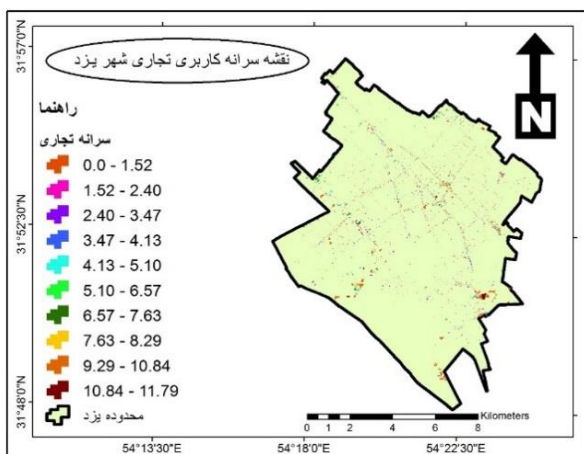 نقشه سرانه کاربری تجاری شهر یزد
N
راهنما
سرانه تجاری
0.0 - 1.52
1.52 - 2.40
2.40 - 3.47
3.47 - 4.13
4.13 - 5.10
5.10 - 6.57
6.57 - 7.63
7.63 - 8.29
9.29 - 10.84
10.84 - 11.79
محدوده یزد
31°57'0"N
31°52'30"N
31°48'0"N
Kilometers
0 1 2 4 6 8
54°13'30"E
54°18'0"E
54°22'30"E